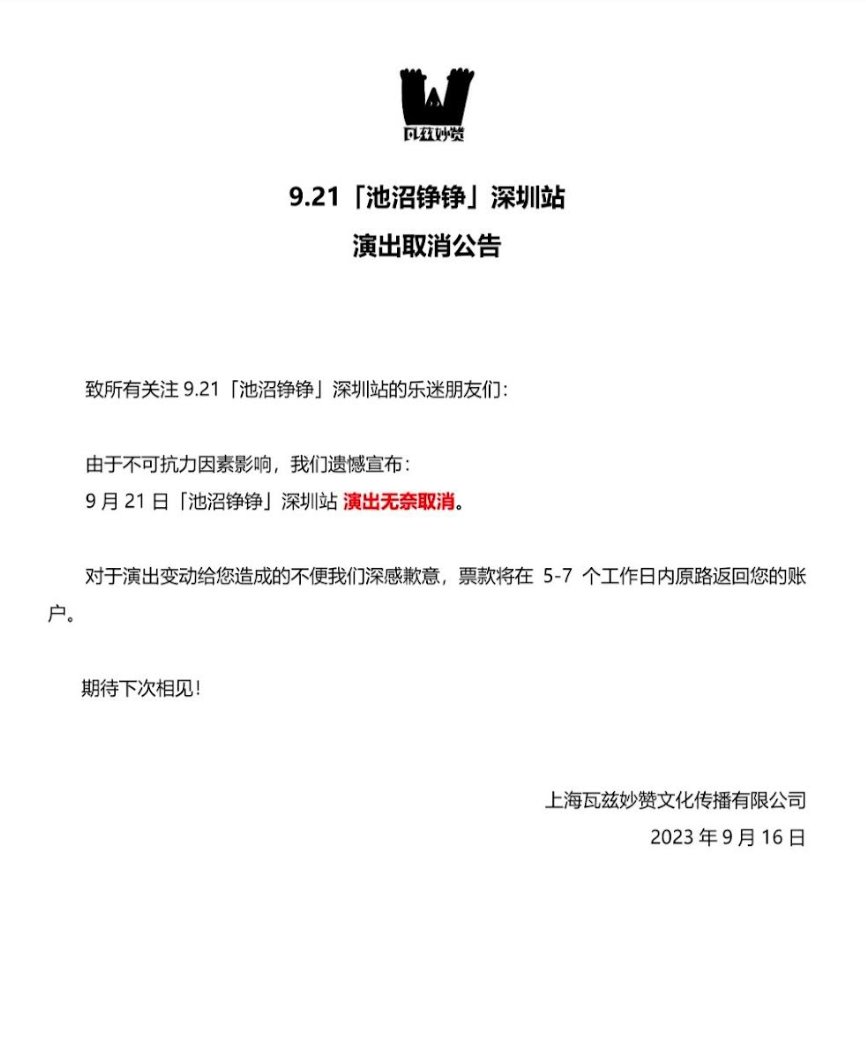 瓦兹妙赞
9.21「池沼铮铮」深圳站
演出取消公告
致所有关注 9.21「池沼铮铮」深圳站的乐迷朋友们：
由于不可抗力因素影响，我们遗憾宣布：
9 月 21 日「池沼铮铮」深圳站 演出无奈取消。
对于演出变动给您造成的不便我们深感歉意，票款将在 5-7 个工作日内原路返回您的账
户。
期待下次相见！
上海瓦兹妙赞文化传播有限公司
2023 年 9 月 16 日